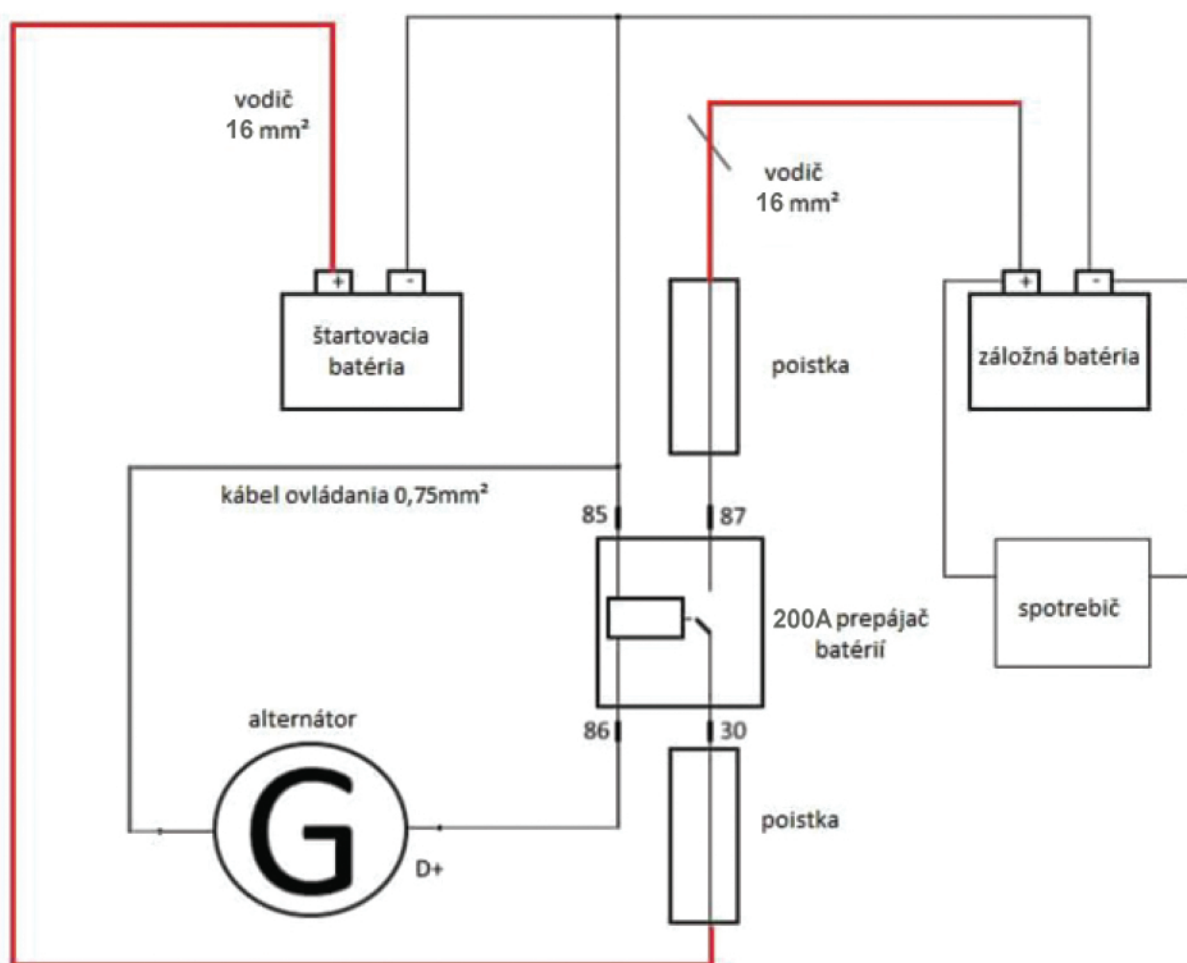 vodič
16 mm²
vodič
16 mm²
+
-
+
-
štartovacia
batéria
poistka
záložná batéria
kábel ovládania 0,75mm²
85
87
200A prepájač
batérií
spotrebič
alternátor
86
30
G
poistka
D+